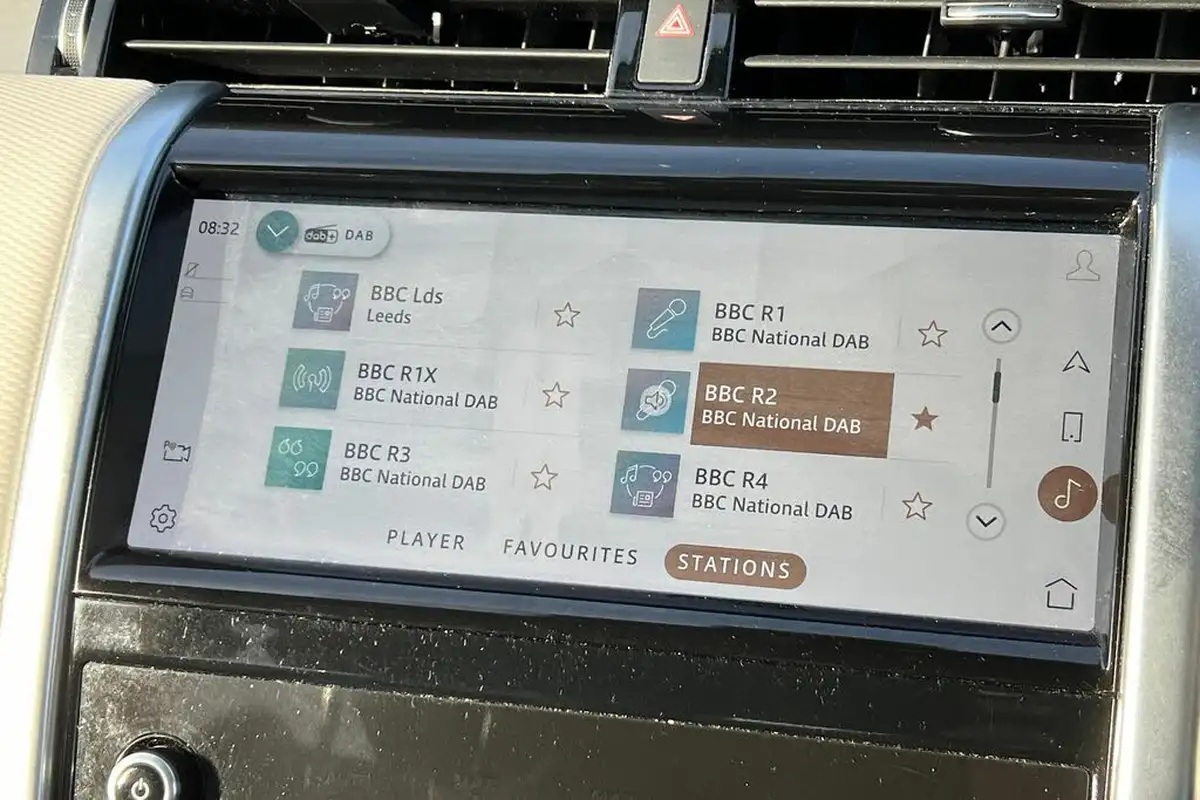 08:32
dab+ DAB
BBC Lds
Leeds
BBC R1
BBC National DAB
BBC R1X
BBC National DAB
BBC R2
BBC National DAB
BBC R3
BBC National DAB
BBC R4
BBC National DAB
PLAYER
FAVOURITES
STATIONS